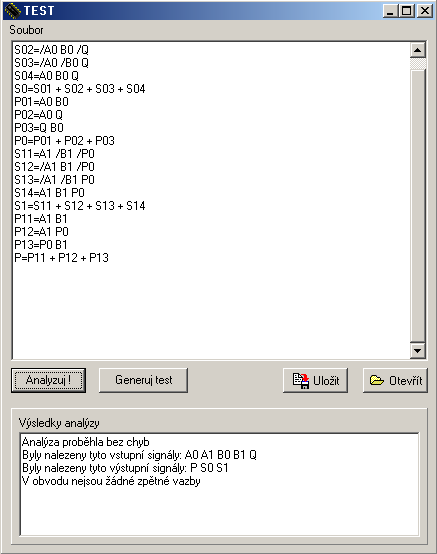 TEST
Soubor
S02=/A0 B0 /Q
S03=/A0 /B0 Q
S04=A0 B0 Q
S0=S01 + S02 + S03 + S04
P01=A0 B0
P02=A0 Q
P03=Q B0
P0=P01 + P02 + P03
S11=A1 /B1 /P0
S12=/A1 B1 /P0
S13=/A1 /B1 P0
S14=A1 B1 P0
S1=S11 + S12 + S13 + S14
P11=A1 B1
P12=A1 P0
P13=P0 B1
P=P11 + P12 + P13
Analyzuj ! Generuj test Uložit Otevřít
Výsledky analýzy
Analýza proběhla bez chyb
Byly nalezeny tyto vstupní signály: A0 A1 B0 B1 Q
Byly nalezeny tyto výstupní signály: P S0 S1
V obvodu nejsou žádné zpětné vazby